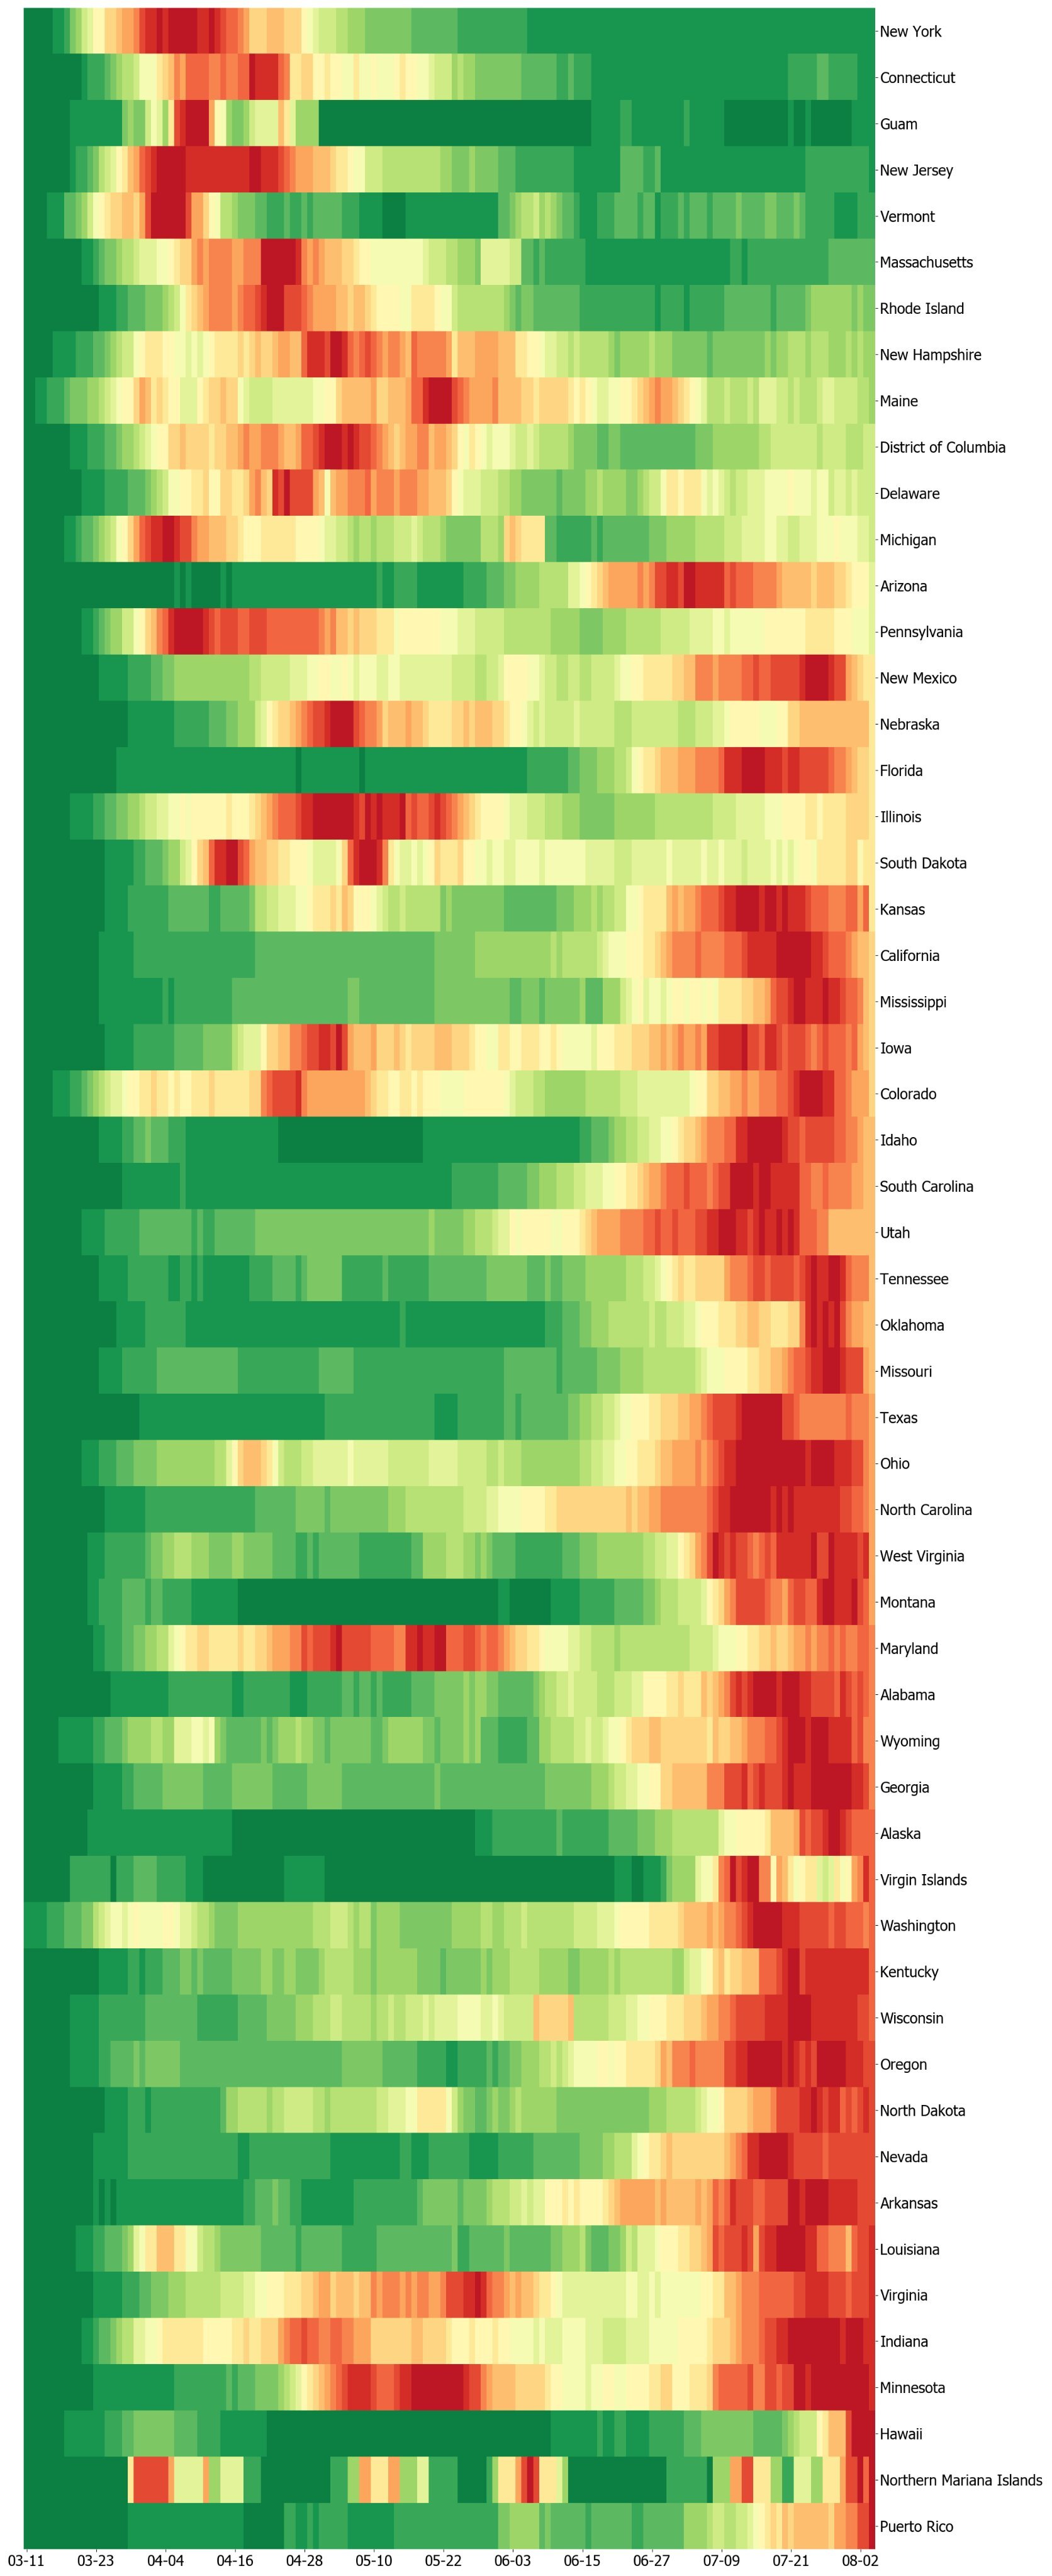 New York
Connecticut
Guam
New Jersey
Vermont
Massachusetts
Rhode Island
New Hampshire
Maine
District of Columbia
Delaware
Michigan
Arizona
Pennsylvania
New Mexico
Nebraska
Florida
Illinois
South Dakota
Kansas
California
Mississippi
Iowa
Colorado
Idaho
South Carolina
Utah
Tennessee
Oklahoma
Missouri
Texas
Ohio
North Carolina
West Virginia
Montana
Maryland
Alabama
Wyoming
Georgia
Alaska
Virgin Islands
Washington
Kentucky
Wisconsin
Oregon
North Dakota
Nevada
Arkansas
Louisiana
Virginia
Indiana
Minnesota
Hawaii
Northern Mariana Islands
Puerto Rico
03-11 03-23 04-04 04-16 04-28 05-10 05-22 06-03 06-15 06-27 07-09 07-21 08-02